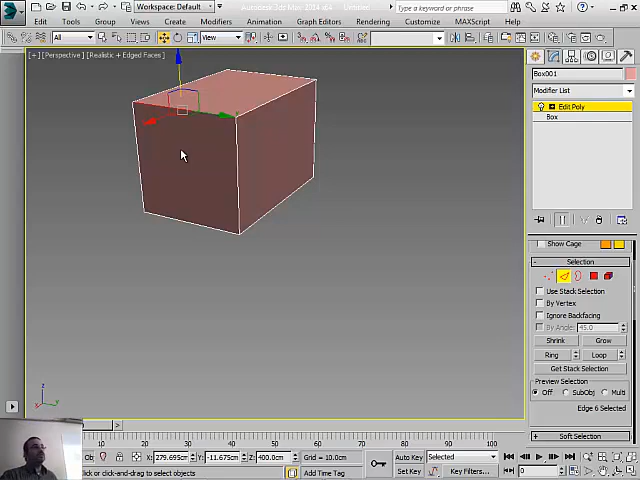 Workspace: Default
Autodesk 3ds Max 2014 x64
Type a keyword or phrase
Edit Tools Group Views Create Modifiers Animation Graph Editors Rendering Customize MAXScript Help
All View
[+] [Perspective] [Realistic + Edged Faces]
Box001
Modifier List
Edit Poly
Box
Show Cage
Selection
Use Stack Selection
By Vertex
Ignore Backfacing
By Angle: 45.0
Shrink Grow
Ring Loop
Get Stack Selection
Preview Selection
Off SubObj Multi
Edge 6 Selected
Soft Selection
z
x y
10 20 30 40 50 60 70 80 90 100
X: 279.695cm Y: -11.675cm Z: 400.0cm Grid = 10.0cm Auto Key Selected
click or click-and-drag to select objects Add Time Tag Set Key Key Filters... 0